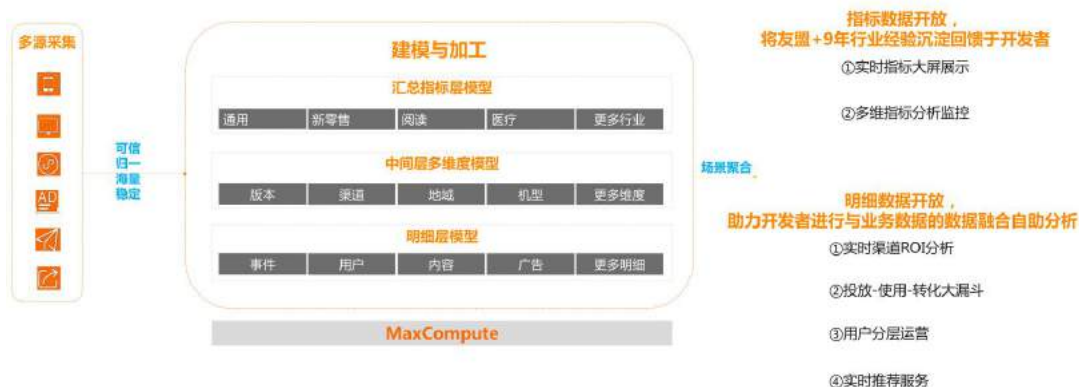 多源采集
AD
可信
归一
海量
稳定
建模与加工
汇总指标层模型
通用 新零售 阅读 医疗 更多行业
中间层多维度模型
版本 渠道 地域 机型 更多维度
明细层模型
事件 用户 内容 广告 更多明细
MaxCompute
场景聚合
指标数据开放，
将友盟+9年行业经验沉淀回馈于开发者
①实时指标大屏展示
②多维指标分析监控
明细数据开放，
助力开发者进行与业务数据的数据融合自助分析
①实时渠道ROI分析
②投放-使用-转化大漏斗
③用户分层运营
④实时推荐服务